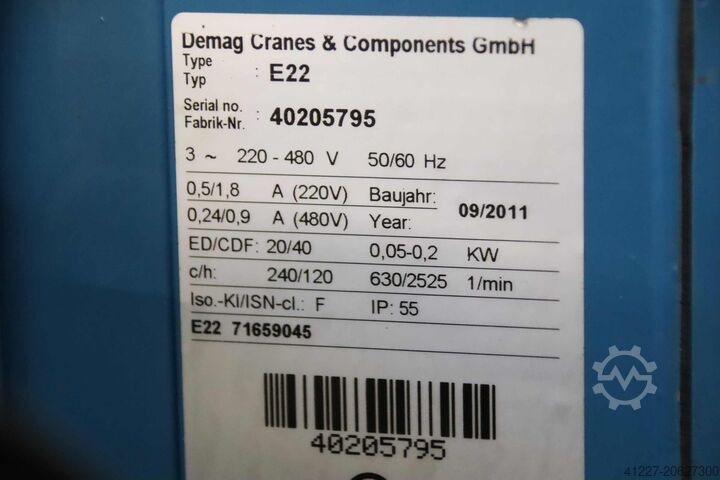 Demag Cranes & Components GmbH
Type
Typ : E22
Serial no.
Fabrik-Nr. : 40205795
3 ~ 220 - 480 V 50/60 Hz
0,5/1,8 A (220V) Baujahr: 09/2011
0,24/0,9 A (480V) Year:
ED/CDF: 20/40 0,05-0,2 KW
c/h: 240/120 630/2525 1/min
Iso.-Kl/ISN-cl.: F IP: 55
E22 71659045
40205795
41227-20627300